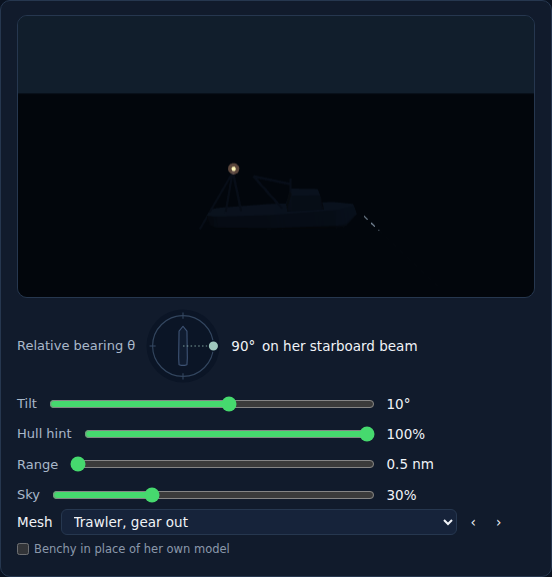 Relative bearing θ 90° on her starboard beam
Tilt 10°
Hull hint 100%
Range 0.5 nm
Sky 30%
Mesh Trawler, gear out ‹ ›
Benchy in place of her own model